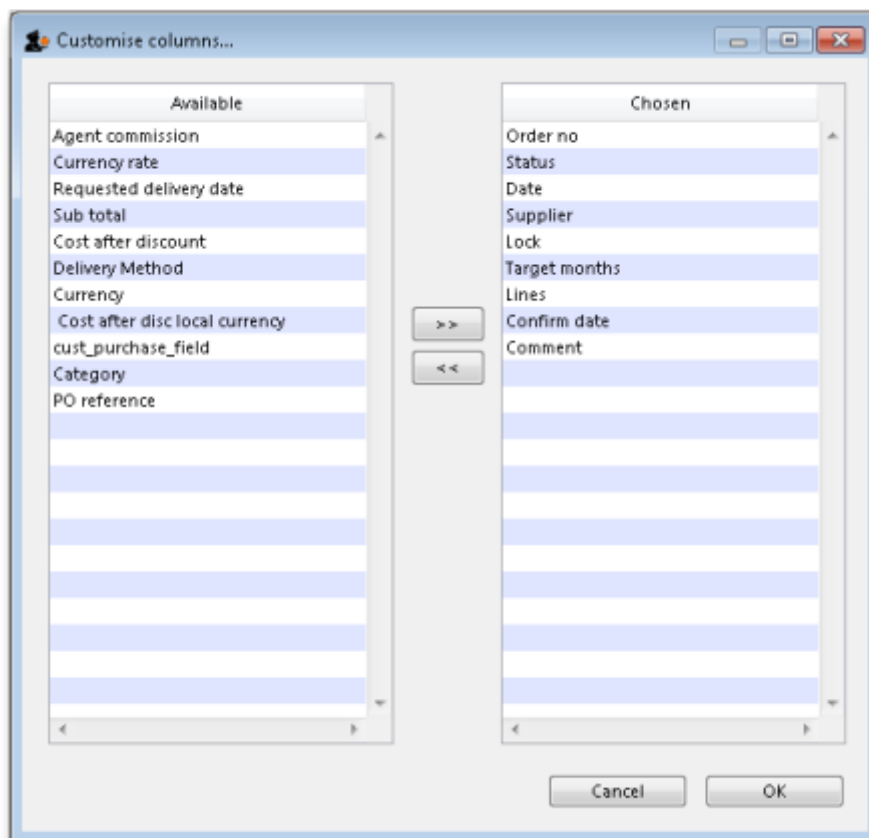 Customise columns...
Available
Agent commission
Currency rate
Requested delivery date
Sub total
Cost after discount
Delivery Method
Currency
Cost after disc local currency
cust_purchase_field
Category
PO reference
>>
<<
Chosen
Order no
Status
Date
Supplier
Lock
Target months
Lines
Confirm date
Comment
Cancel
OK